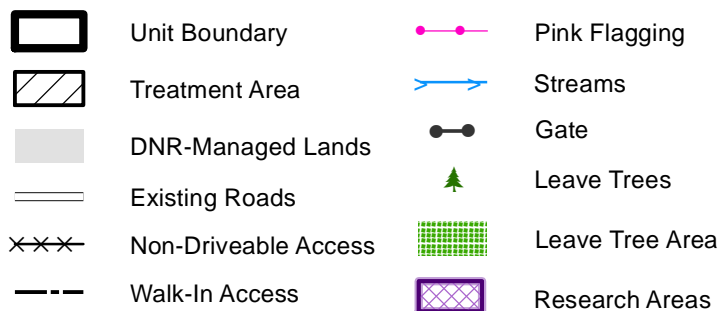 Unit Boundary
Treatment Area
DNR-Managed Lands
Existing Roads
Non-Driveable Access
Walk-In Access
Pink Flagging
Streams
Gate
Leave Trees
Leave Tree Area
Research Areas